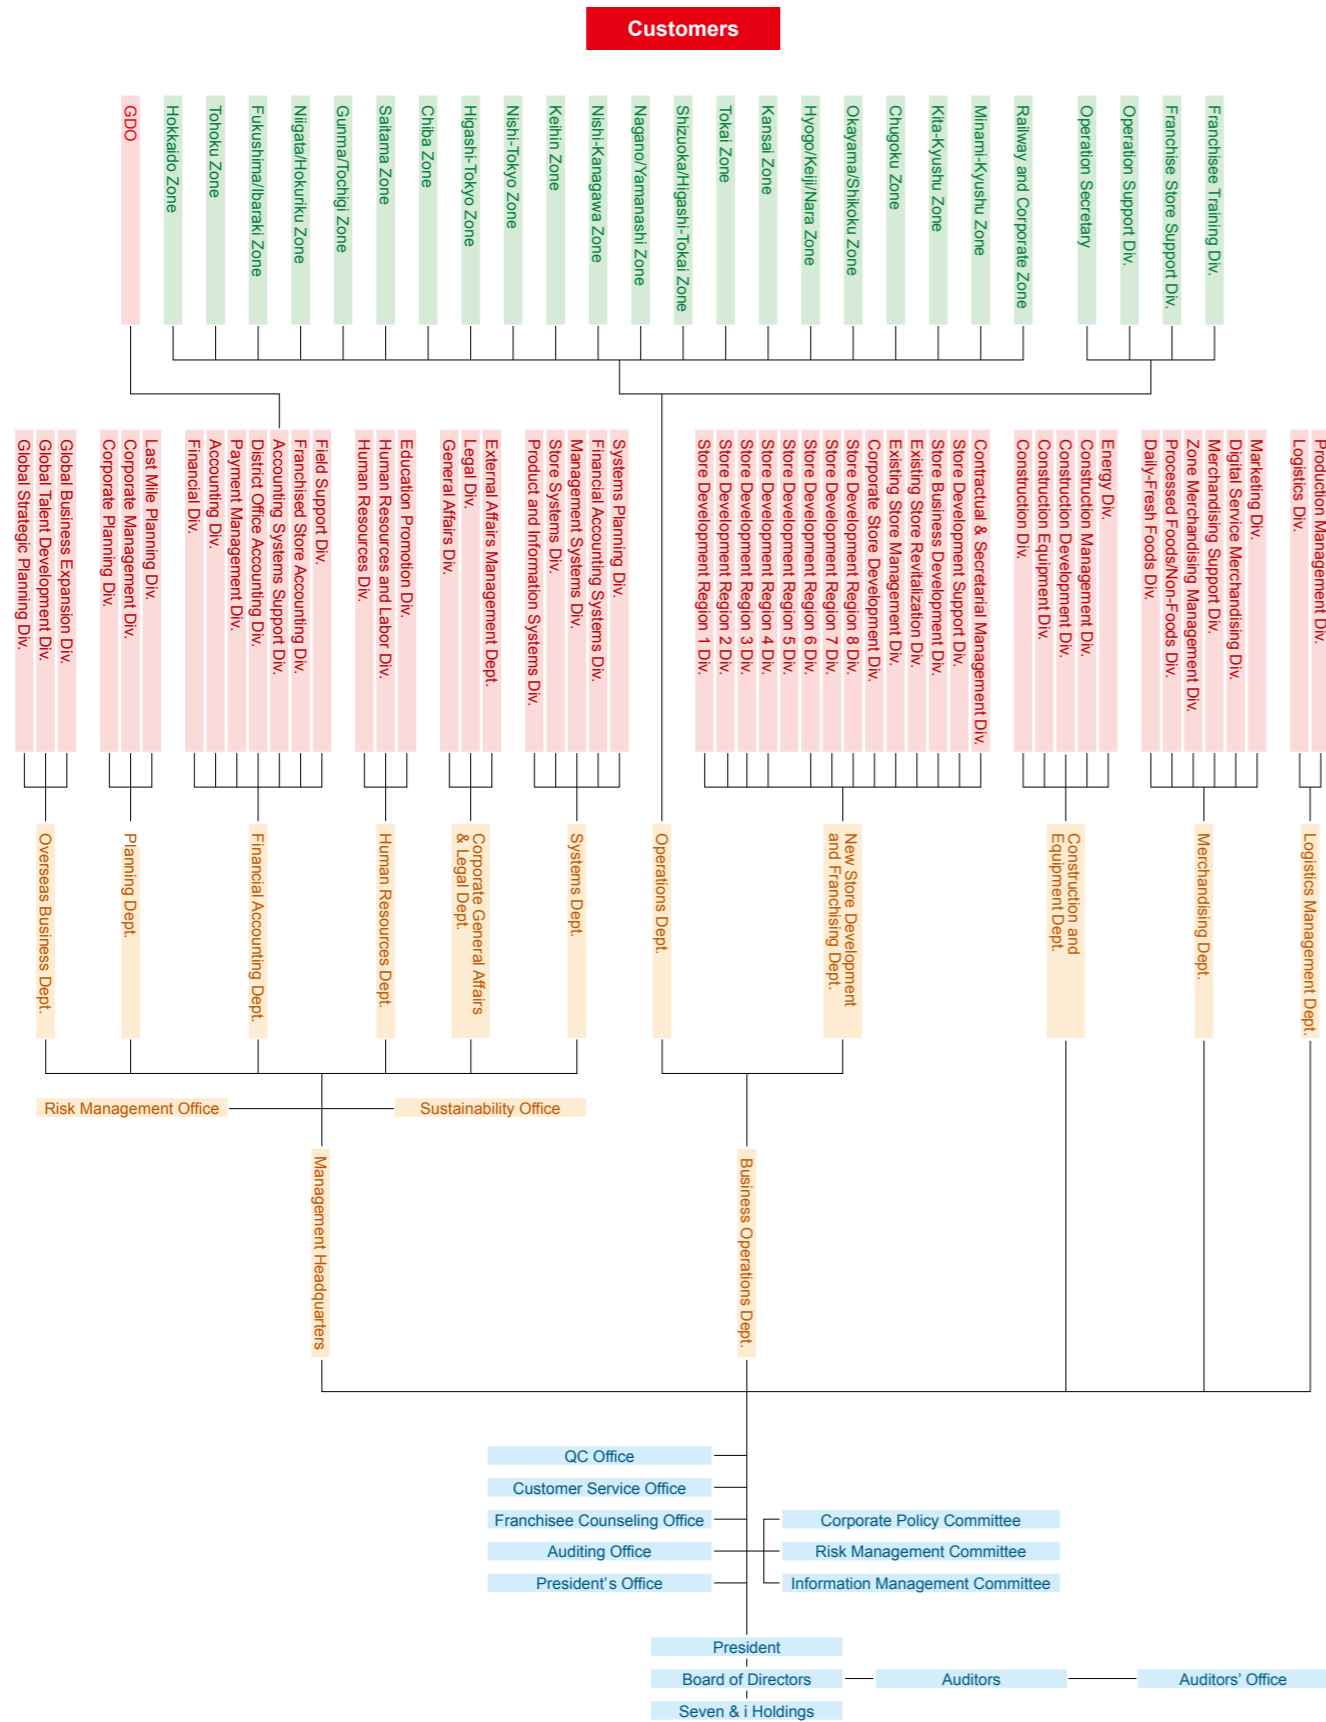 Customers
GDO
Hokkaido Zone
Tohoku Zone
Fukushima/Ibaraki Zone
Niigata/Hokuriku Zone
Gunma/Tochigi Zone
Saitama Zone
Chiba Zone
Higashi-Tokyo Zone
Nishi-Tokyo Zone
Keihin Zone
Nishi-Kanagawa Zone
Nagano/Yamanashi Zone
Shizuoka/Higashi-Tokai Zone
Tokai Zone
Kansai Zone
Hyogo/Keiji/Nara Zone
Okayama/Shikoku Zone
Chugoku Zone
Kita-Kyushu Zone
Minami-Kyushu Zone
Railway and Corporate Zone
Operation Secretary
Operation Support Div.
Franchise Store Support Div.
Franchisee Training Div.
Global Strategic Planning Div.
Global Talent Development Div.
Global Business Expansion Div.
Corporate Planning Div.
Corporate Management Div.
Last Mile Planning Div.
Financial Div.
Accounting Div.
Payment Management Div.
District Office Accounting Div.
Accounting Systems Support Div.
Franchised Store Accounting Div.
Field Support Div.
Human Resources Div.
Human Resources and Labor Div.
Education Promotion Div.
General Affairs Div.
Legal Div.
External Affairs Management Dept.
Product and Information Systems Div.
Store Systems Div.
Management Systems Div.
Financial Accounting Systems Div.
Systems Planning Div.
Store Development Region 1 Div.
Store Development Region 2 Div.
Store Development Region 3 Div.
Store Development Region 4 Div.
Store Development Region 5 Div.
Store Development Region 6 Div.
Store Development Region 7 Div.
Store Development Region 8 Div.
Corporate Store Development Div.
Existing Store Management Div.
Existing Store Revitalization Div.
Store Business Development Div.
Store Development Support Div.
Contractual & Secretarial Management Div.
Construction Div.
Construction Equipment Div.
Construction Development Div.
Construction Management Div.
Energy Div.
Daily-Fresh Foods Div.
Processed Foods/Non-Foods Div.
Zone Merchandising Management Div.
Merchandising Support Div.
Digital Service Merchandising Div.
Marketing Div.
Logistics Div.
Production Management Div.
Overseas Business Dept.
Planning Dept.
Financial Accounting Dept.
Human Resources Dept.
Corporate General Affairs
& Legal Dept.
Systems Dept.
Operations Dept.
New Store Development
and Franchising Dept.
Construction and
Equipment Dept.
Merchandising Dept.
Logistics Management Dept.
Risk Management Office
Sustainability Office
Management Headquarters
Business Operations Dept.
QC Office
Customer Service Office
Franchisee Counseling Office
Auditing Office
President's Office
Corporate Policy Committee
Risk Management Committee
Information Management Committee
President
Board of Directors
Auditors
Auditors' Office
Seven & i Holdings